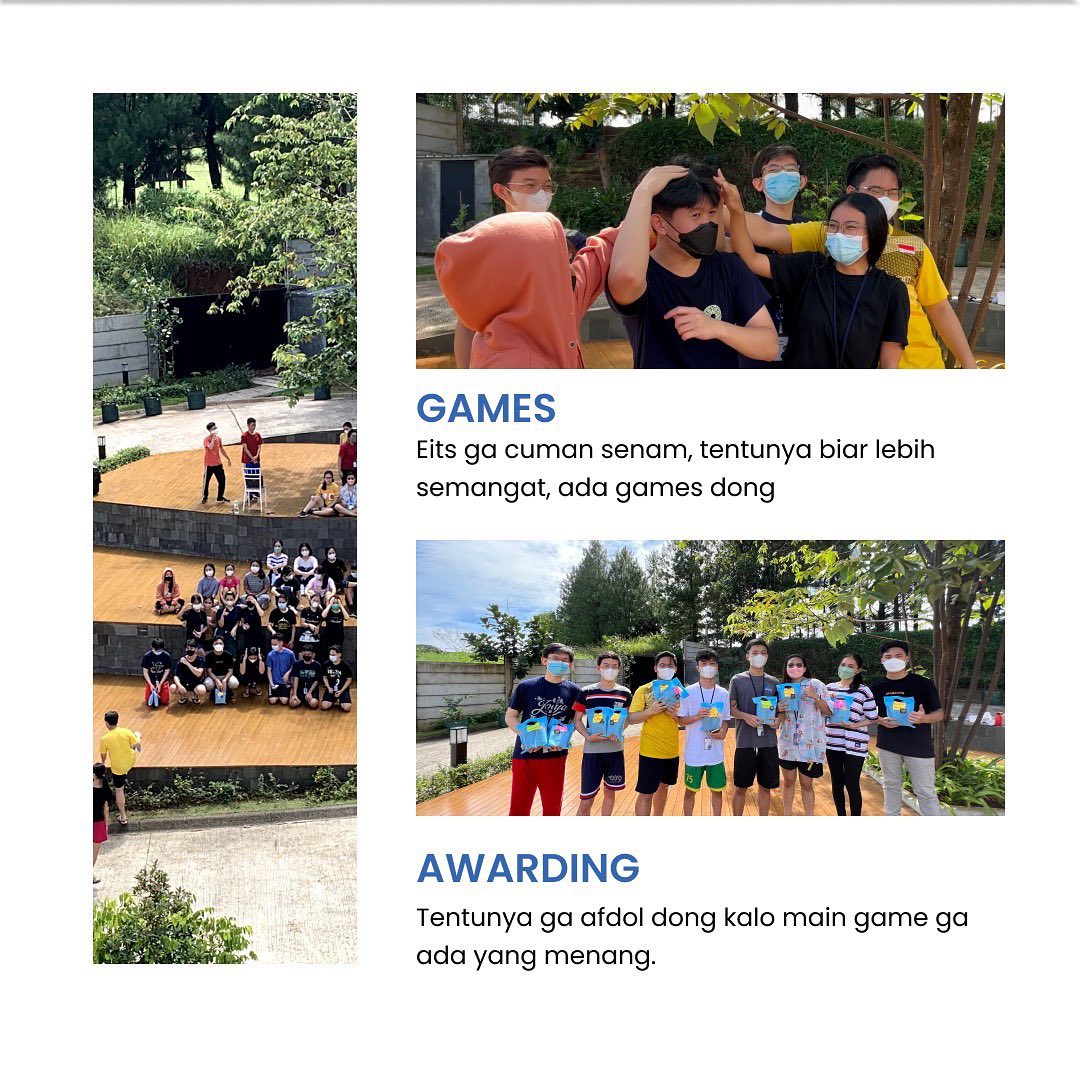 GAMES
Eits ga cuman senam, tentunya biar lebih
semangat, ada games dong
AWARDING
Tentunya ga afdol dong kalo main game ga
ada yang menang.